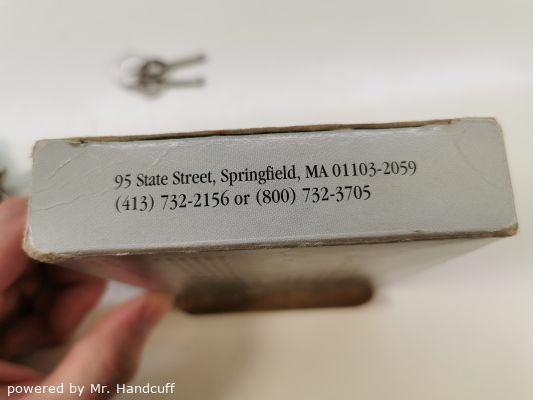 95 State Street, Springfield, MA 01103-2059
(413) 732-2156 or (800) 732-3705
powered by Mr. Handcuff